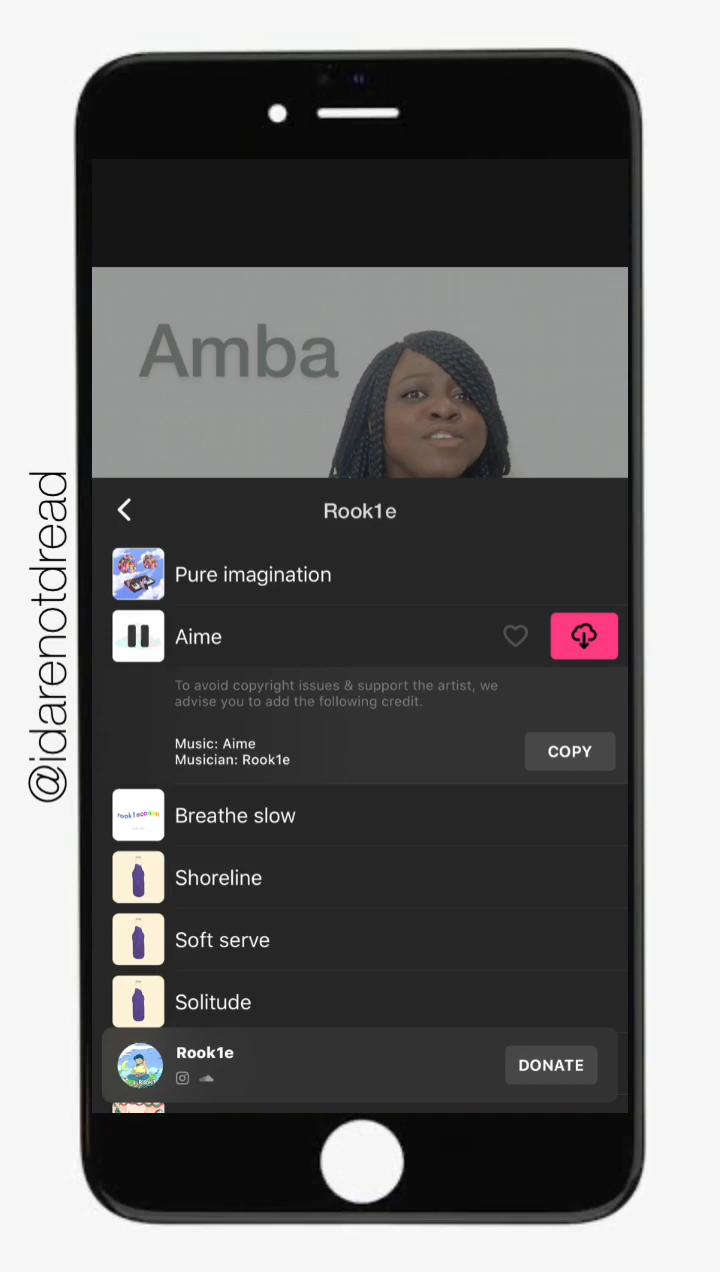 Amba
@idarenotdread
Rook1e
Pure imagination
Aime
To avoid copyright issues & support the artist, we
advise you to add the following credit.
Music: Aime
Musician: Rook1e
COPY
Breathe slow
Shoreline
Soft serve
Solitude
Rook1e
DONATE